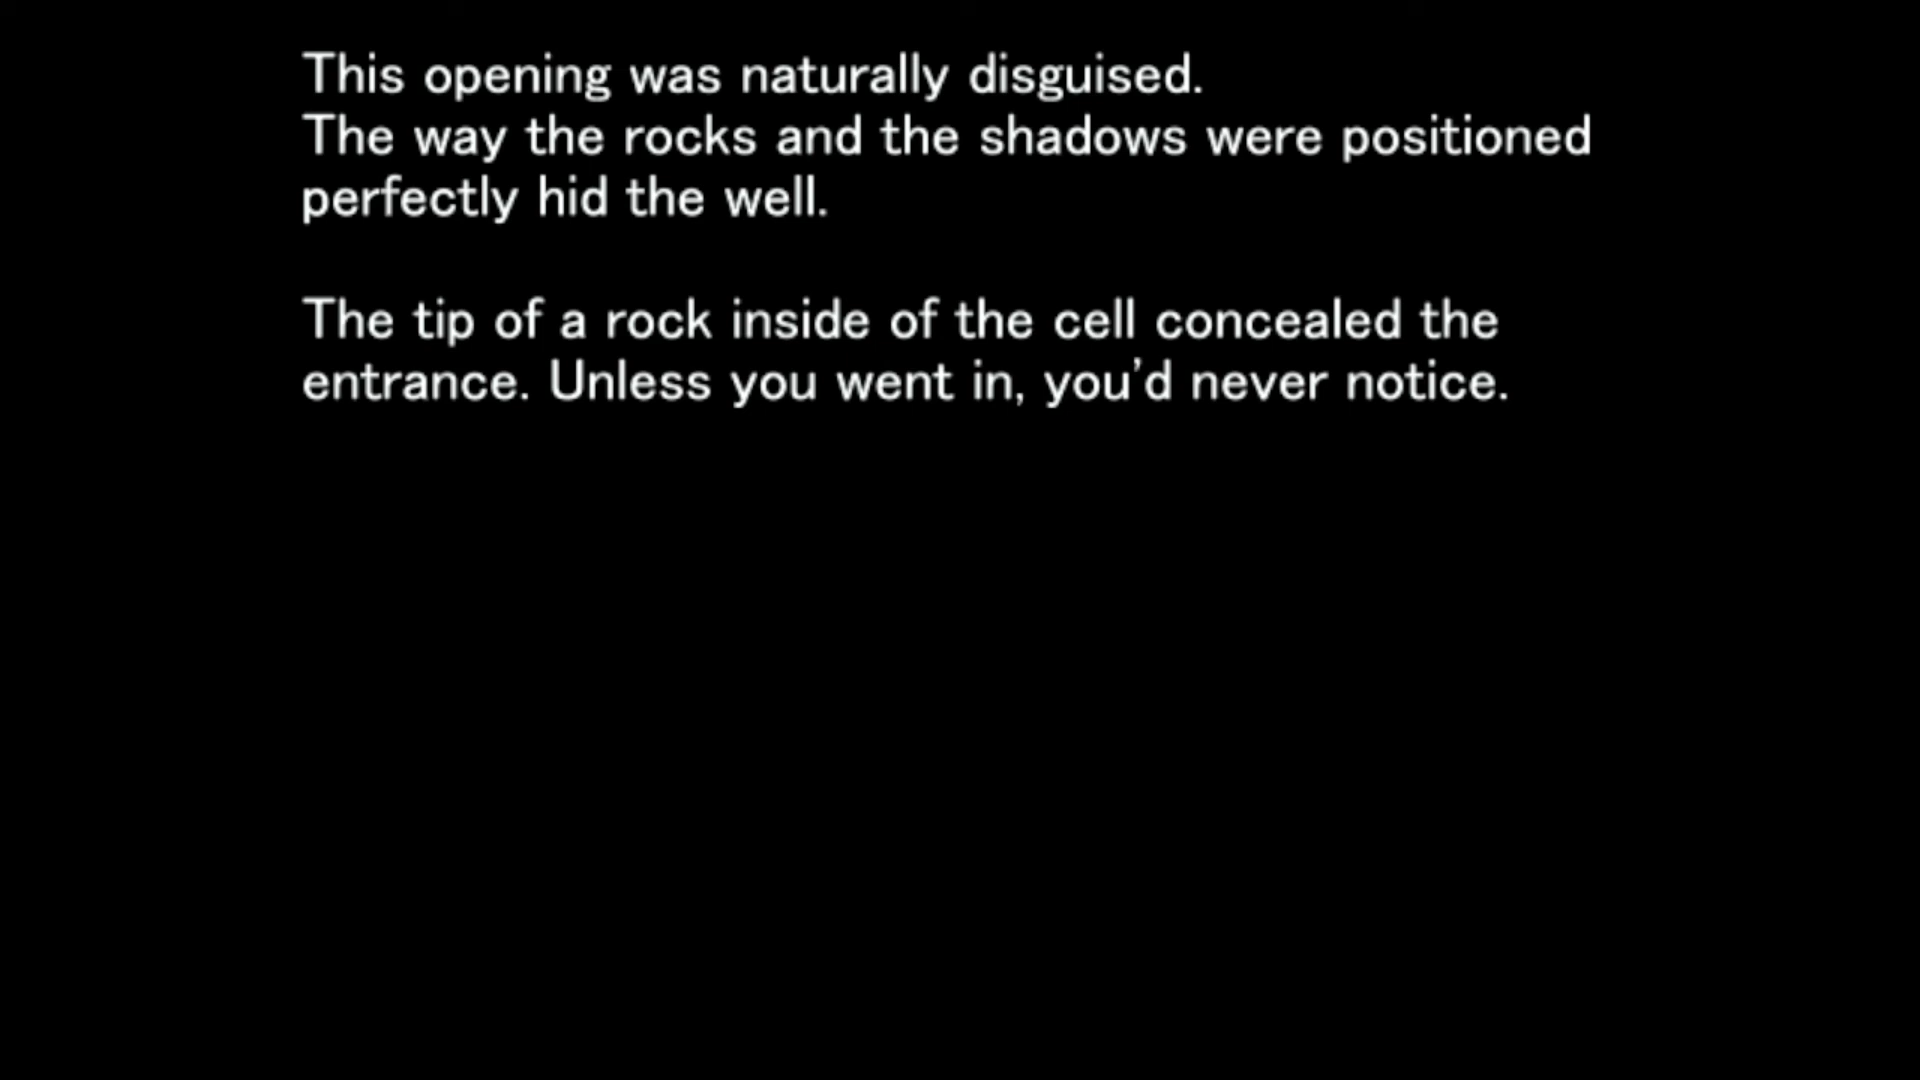 This opening was naturally disguised.
The way the rocks and the shadows were positioned
perfectly hid the well.
The tip of a rock inside of the cell concealed the
entrance. Unless you went in, you'd never notice.